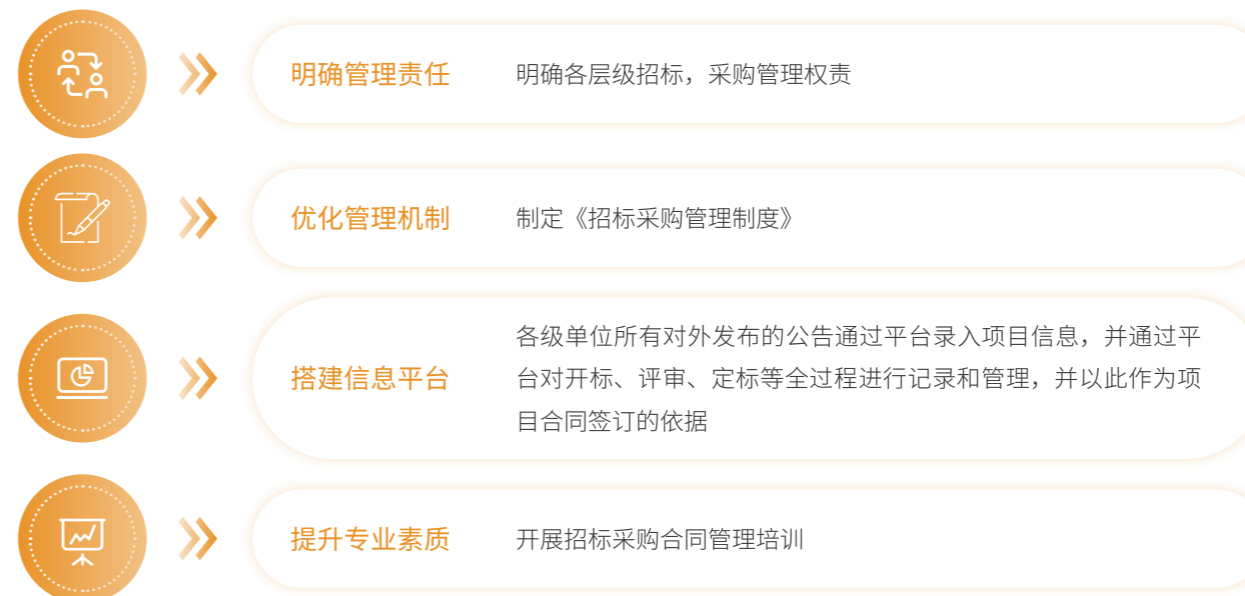 明确管理责任 明确各层级招标，采购管理权责
优化管理机制 制定《招标采购管理制度》
各级单位所有对外发布的公告通过平台录入项目信息，并通过平
搭建信息平台 台对开标、评审、定标等全过程进行记录和管理，并以此作为项
目合同签订的依据
提升专业素质 开展招标采购合同管理培训